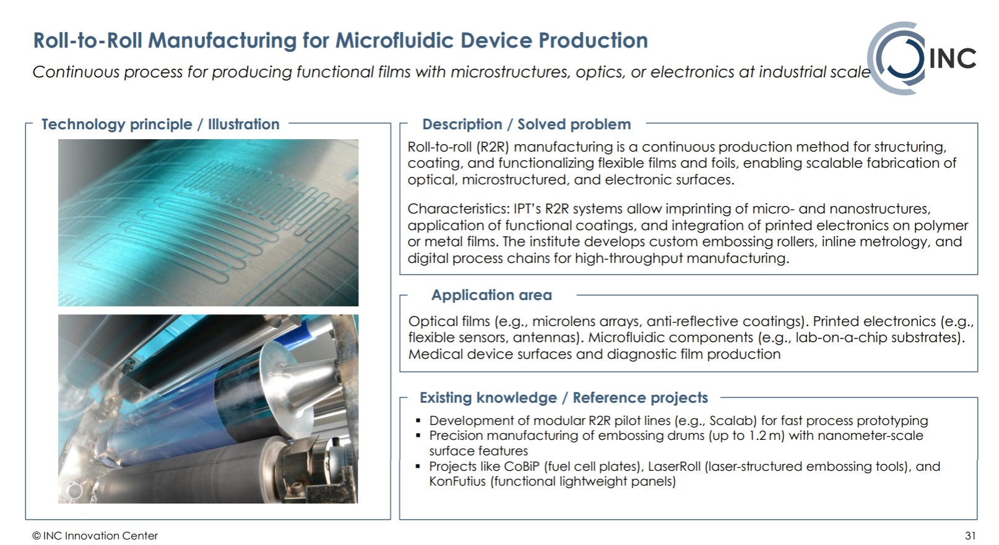 Roll-to-Roll Manufacturing for Microfluidic Device Production
Continuous process for producing functional films with microstructures, optics, or electronics at industrial scale
INC
Technology principle / Illustration
Description / Solved problem
Roll-to-roll (R2R) manufacturing is a continuous production method for structuring,
coating, and functionalizing flexible films and foils, enabling scalable fabrication of
optical, microstructured, and electronic surfaces.
Characteristics: IPT’s R2R systems allow imprinting of micro- and nanostructures,
application of functional coatings, and integration of printed electronics on polymer
or metal films. The institute develops custom embossing rollers, inline metrology, and
digital process chains for high-throughput manufacturing.
Application area
Optical films (e.g., microlens arrays, anti-reflective coatings). Printed electronics (e.g.,
flexible sensors, antennas). Microfluidic components (e.g., lab-on-a-chip substrates).
Medical device surfaces and diagnostic film production
Existing knowledge / Reference projects
▪ Development of modular R2R pilot lines (e.g., Scalab) for fast process prototyping
▪ Precision manufacturing of embossing drums (up to 1.2 m) with nanometer-scale
surface features
▪ Projects like CoBiP (fuel cell plates), LaserRoll (laser-structured embossing tools), and
KonFutius (functional lightweight panels)
© INC Innovation Center
31